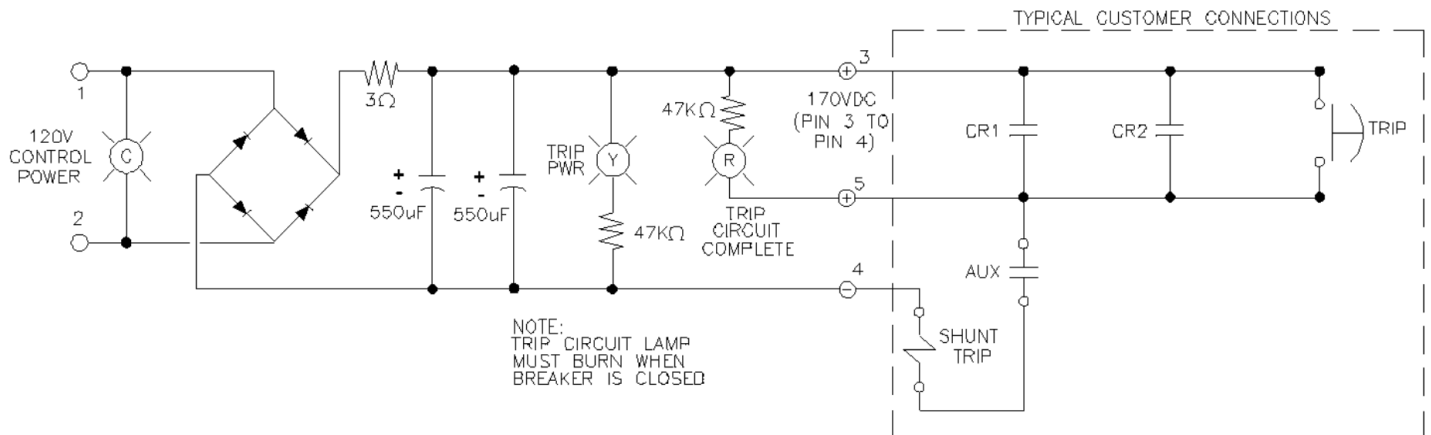 TYPICAL CUSTOMER CONNECTIONS
1
120V
CONTROL
POWER
C
2
3Ω
+
-
550uF
+
-
550uF
TRIP
PWR
Y
47KΩ
47KΩ
R
TRIP
CIRCUIT
COMPLETE
3
+
170VDC
(PIN 3 TO
PIN 4)
5
+
4
-
CR1
CR2
TRIP
AUX
SHUNT
TRIP
NOTE:
TRIP CIRCUIT LAMP
MUST BURN WHEN
BREAKER IS CLOSED